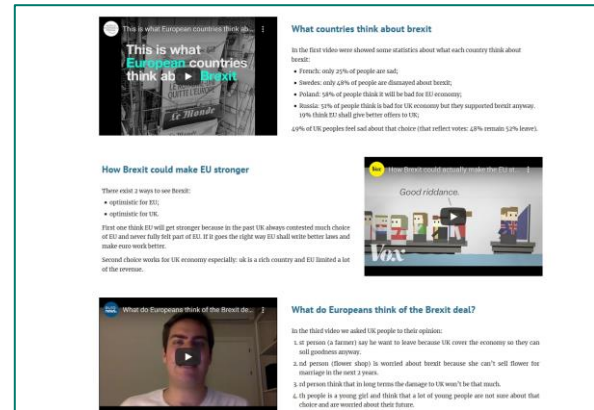 This is what European countries think ab...
This is what
European countries
think ab Brexit
Le Monde
What countries think about brexit
In the first video were showed some statistics about what each country think about
brexit:
• French: only 25% of people are sad;
• Swedes: only 48% of people are dismayed about brexit;
• Poland: 58% of people think it will be bad for EU economy;
• Russia: 51% of people think is bad for UK economy but they supported brexit anyway.
19% think EU shall give better offers to UK;
49% of UK peoples feel sad about that choice (that reflect votes: 48% remain 52% leave).
How Brexit could make EU stronger
There exist 2 ways to see Brexit:
• optimistic for EU;
• optimistic for UK.
First one think EU will get stronger because in the past UK always contested much choice
of EU and never fully felt part of EU. If it goes the right way EU shall write better laws and
make euro work better.
Second choice works for UK economy especially: uk is a rich country and EU limited a lot
of the revenue.
How Brexit could actually make the EU st...
Good riddance.
Vox
What do Europeans think of the Brexit de...
What do Europeans think of the Brexit deal?
In the third video we asked UK people to their opinion:
1. st person (a farmer) say he want to leave because UK cover the economy so they can
soil goodness anyway.
2. nd person (flower shop) is worried about brexit because she can't sell flower for
marriage in the next 2 years.
3. rd person think that in long terms the damage to UK won't be that much.
4. th people is a young girl and think that a lot of young people are not sure about that
choice and are worried about their future.